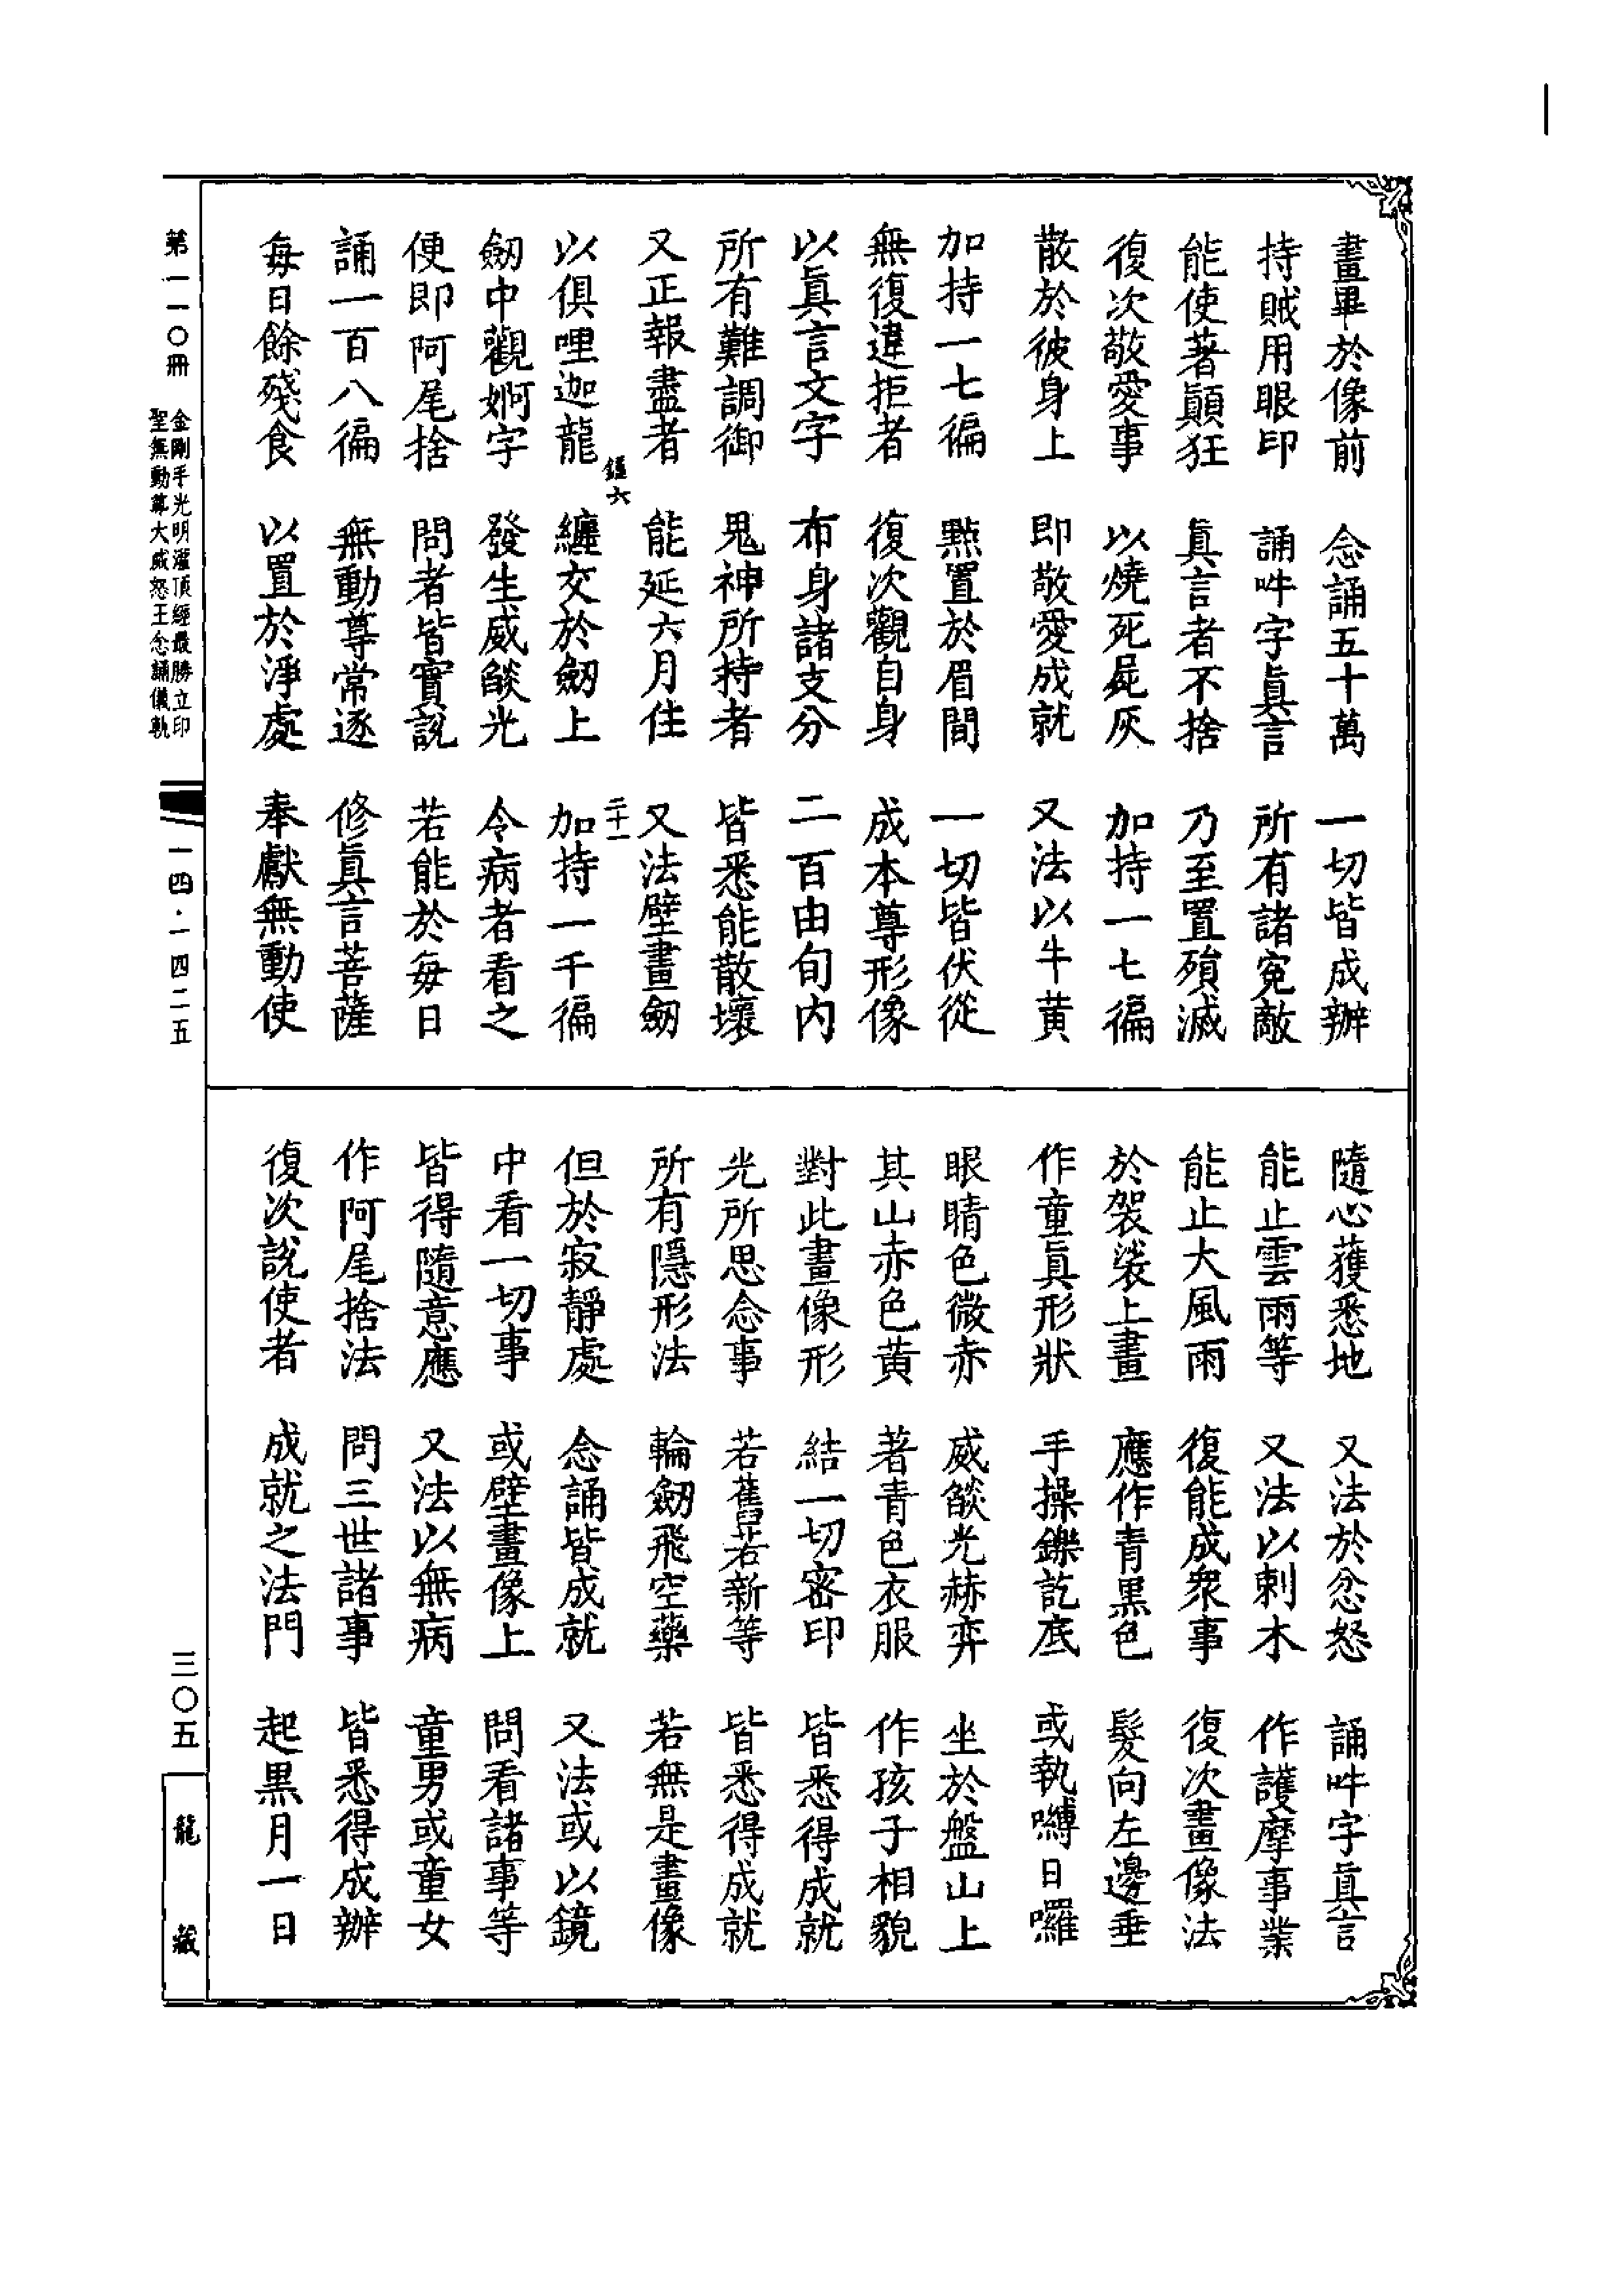 畫畢於像前　念誦五十萬　一切皆成辦
持賊用眼印　誦吽字眞言　所有諸寃敵
能使著顚狂　眞言者不捨　乃至置殞滅
復次敬愛事　以燒死屍灰　加持一七徧
散於彼身上　即敬愛成就　又法以牛黃
加持一七徧　㸃置於眉間　一切皆伏從
無復違拒者　復次觀自身　成本尊形像
以眞言文字　布身諸支分　二百由旬内
所有難調御　鬼神所持者　皆悉能散壞
又正報盡者　能延六月住　又法壁畫劒
六　二十一
以俱哩迦龍　纏交於劒上　加持一千徧
劒中觀婀字　發生威燄光　令病者看之
便即阿尾捨　問者皆實說　若能於每日
誦一百八徧　無動尊常逐　修眞言菩薩
每日餘殘食　以置於淨處　奉獻無動使
隨心獲悉地　又法於忿怒　誦吽字眞言
能止雲雨等　又法以刺木　作護摩事業
能止大風雨　復能成衆事　復次畫像法
於袈裟上畫　應作青黑色　髮向左邊垂
作童眞形狀　手操鑠訖底　或執嚩日囉
眼睛色微赤　威燄光赫弈　坐於盤山上
其山赤色黃　著青色衣服　作孩子相貌
對此畫像形　結一切密印　皆悉得成就
光所思念事　若舊若新等　皆悉得成就
所有隱形法　輪劒飛空藥　若無是畫像
但於寂靜處　念誦皆成就　又法或以鏡
中看一切事　或壁畫像上　問看諸事等
皆得隨意應　又法以無病　童男或童女
作阿尾捨法　問三世諸事　皆悉得成辦
復次說使者　成就之法門　起黑月一日
第一一〇冊
金剛手光明灌頂經最勝立印
聖無動尊大威怒王念誦儀軌
一四·一四二五
三〇五
龍藏